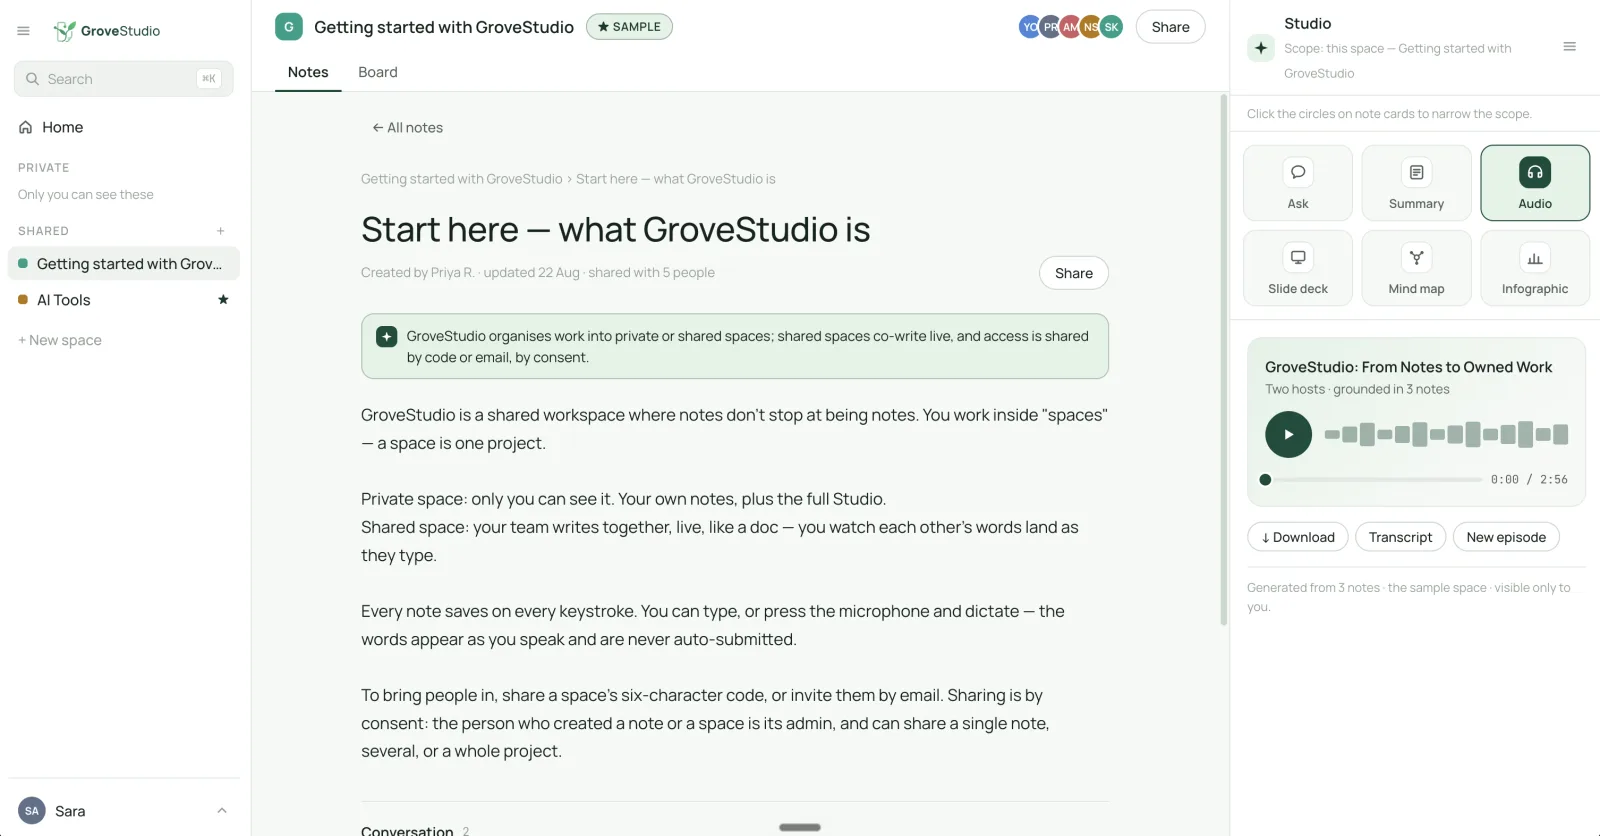 GroveStudio
Search
⌘K
Home
PRIVATE
Only you can see these
SHARED
+
Getting started with Grov...
AI Tools ★
+ New space
SA Sara
G Getting started with GroveStudio ★ SAMPLE
YO PR AM NS SK
Share
Notes Board
← All notes
Getting started with GroveStudio › Start here — what GroveStudio is
Start here — what GroveStudio is
Created by Priya R. · updated 22 Aug · shared with 5 people
Share
GroveStudio organises work into private or shared spaces; shared spaces co-write live, and access is shared
by code or email, by consent.
GroveStudio is a shared workspace where notes don't stop at being notes. You work inside "spaces"
— a space is one project.
Private space: only you can see it. Your own notes, plus the full Studio.
Shared space: your team writes together, live, like a doc — you watch each other's words land as
they type.
Every note saves on every keystroke. You can type, or press the microphone and dictate — the
words appear as you speak and are never auto-submitted.
To bring people in, share a space's six-character code, or invite them by email. Sharing is by
consent: the person who created a note or a space is its admin, and can share a single note,
several, or a whole project.
Conversation 2
Studio
Scope: this space — Getting started with
GroveStudio
Click the circles on note cards to narrow the scope.
Ask Summary Audio
Slide deck Mind map Infographic
GroveStudio: From Notes to Owned Work
Two hosts · grounded in 3 notes
0:00 / 2:56
↓ Download Transcript New episode
Generated from 3 notes · the sample space · visible only to
you.